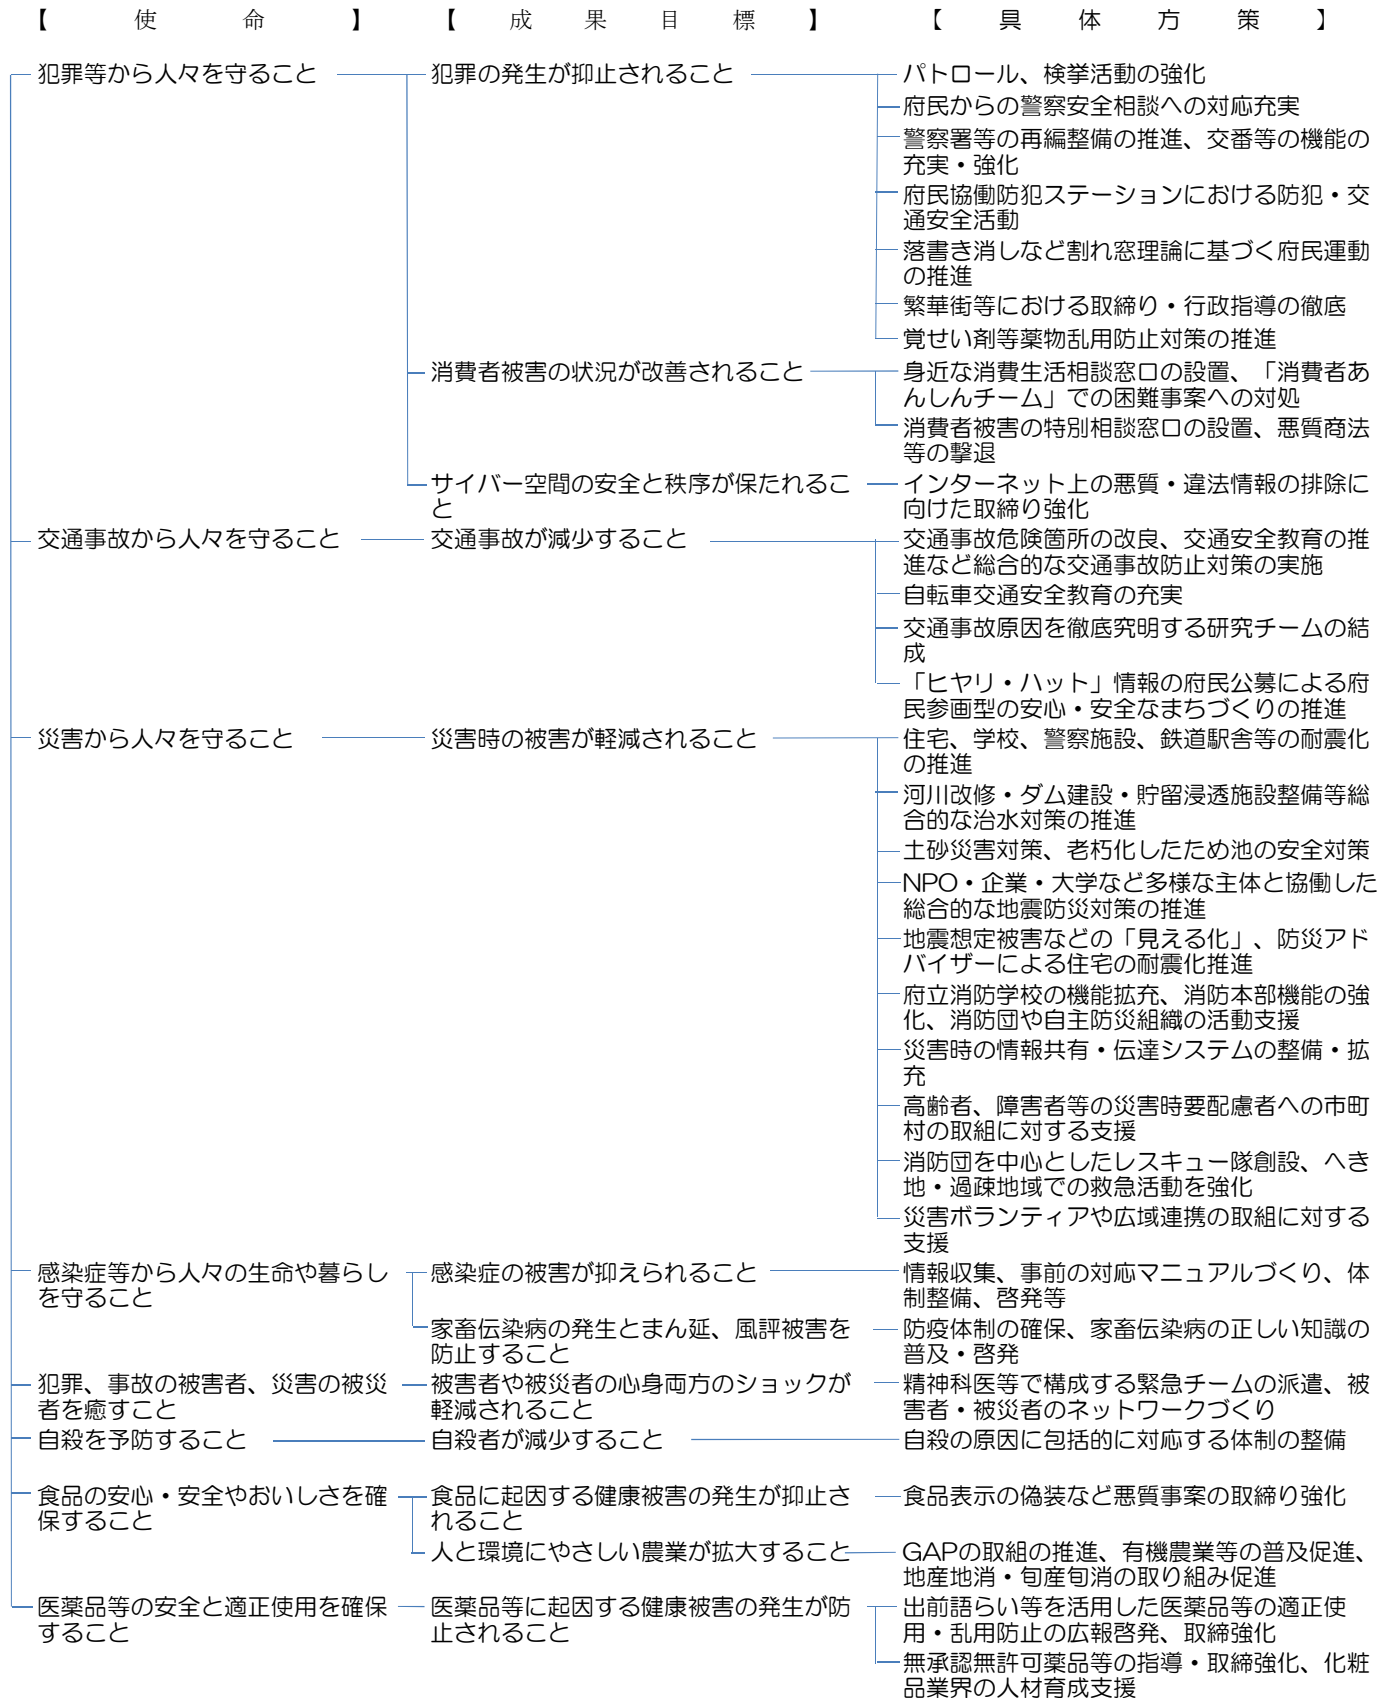 【使命】 【成果目標】 【具体方策】
犯罪等から人々を守ること
犯罪の発生が抑止されること
パトロール、検挙活動の強化
府民からの警察安全相談への対応充実
警察署等の再編整備の推進、交番等の機能の
充実・強化
府民協働防犯ステーションにおける防犯・交
通安全活動
落書き消しなど割れ窓理論に基づく府民運動
の推進
繁華街等における取締り・行政指導の徹底
覚せい剤等薬物乱用防止対策の推進
消費者被害の状況が改善されること
身近な消費生活相談窓口の設置、「消費者あ
んしんチーム」での困難事案への対処
消費者被害の特別相談窓口の設置、悪質商法
等の撃退
サイバー空間の安全と秩序が保たれるこ
と
インターネット上の悪質・違法情報の排除に
向けた取締り強化
交通事故から人々を守ること
交通事故が減少すること
交通事故危険箇所の改良、交通安全教育の推
進など総合的な交通事故防止対策の実施
自転車交通安全教育の充実
交通事故原因を徹底究明する研究チームの結
成
「ヒヤリ・ハット」情報の府民公募による府
民参画型の安心・安全なまちづくりの推進
災害から人々を守ること
災害時の被害が軽減されること
住宅、学校、警察施設、鉄道駅舎等の耐震化
の推進
河川改修・ダム建設・貯留浸透施設整備等総
合的な治水対策の推進
土砂災害対策、老朽化したため池の安全対策
NPO・企業・大学など多様な主体と協働した
総合的な地震防災対策の推進
地震想定被害などの「見える化」、防災アド
バイザーによる住宅の耐震化推進
府立消防学校の機能拡充、消防本部機能の強
化、消防団や自主防災組織の活動支援
災害時の情報共有・伝達システムの整備・拡
充
高齢者、障害者等の災害時要配慮者への市町
村の取組に対する支援
消防団を中心としたレスキュー隊創設、へき
地・過疎地域での救急活動を強化
災害ボランティアや広域連携の取組に対する
支援
感染症等から人々の生命や暮らし
を守ること
感染症の被害が抑えられること
情報収集、事前の対応マニュアルづくり、体
制整備、啓発等
家畜伝染病の発生とまん延、風評被害を
防止すること
防疫体制の確保、家畜伝染病の正しい知識の
普及・啓発
犯罪、事故の被害者、災害の被災
者を癒すこと
被害者や被災者の心身両方のショックが
軽減されること
精神科医等で構成する緊急チームの派遣、被
害者・被災者のネットワークづくり
自殺を予防すること
自殺者が減少すること
自殺の原因に包括的に対応する体制の整備
食品の安心・安全やおいしさを確
保すること
食品に起因する健康被害の発生が抑止さ
れること
食品表示の偽装など悪質事案の取締り強化
人と環境にやさしい農業が拡大すること
GAPの取組の推進、有機農業等の普及促進、
地産地消・旬産旬消の取り組み促進
医薬品等の安全と適正使用を確保
すること
医薬品等に起因する健康被害の発生が防
止されること
出前語らい等を活用した医薬品等の適正使
用・乱用防止の広報啓発、取締強化
無承認無許可薬品等の指導・取締強化、化粧
品業界の人材育成支援